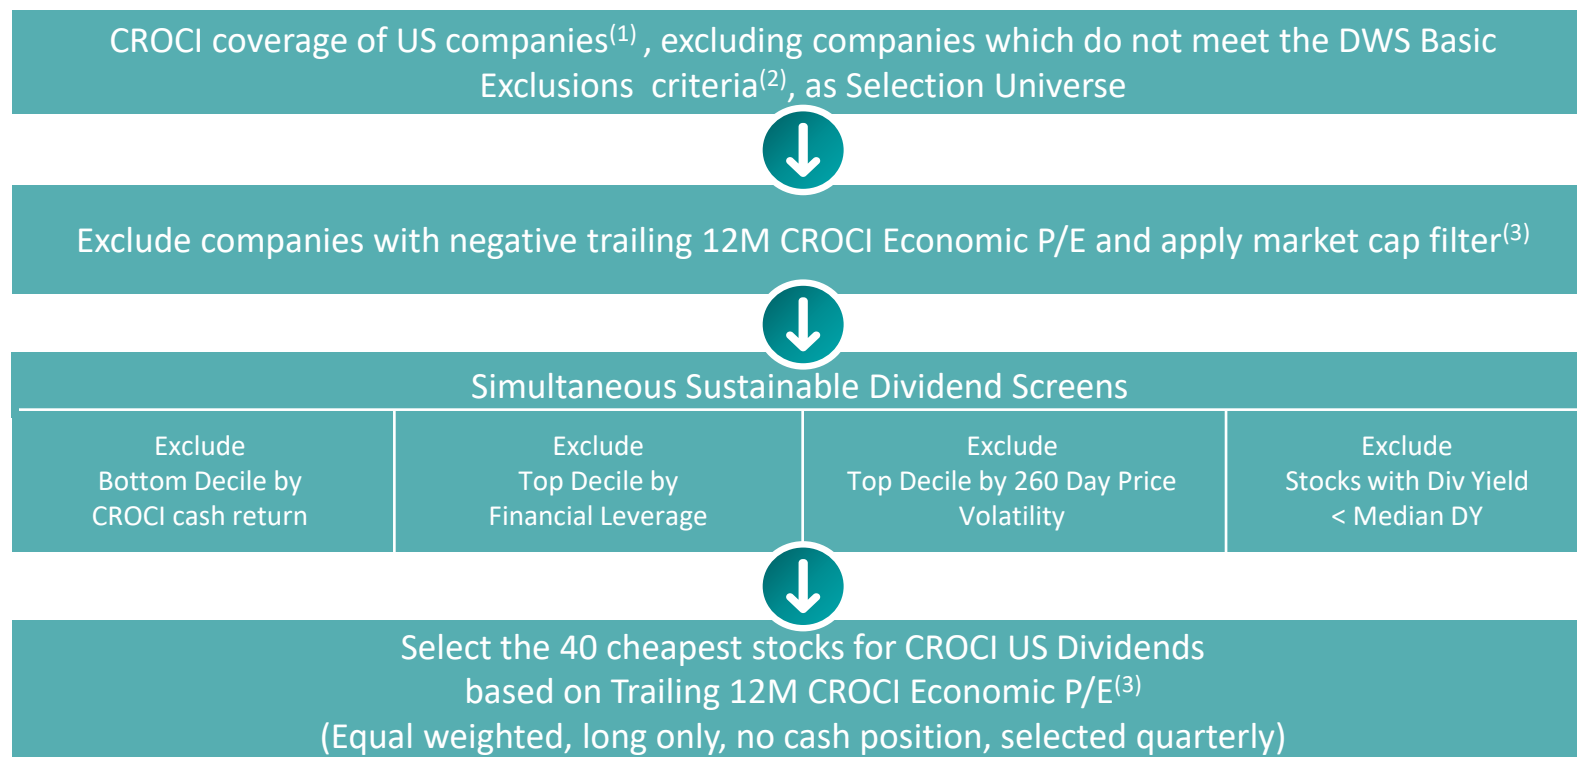 CROCI coverage of US companies(1) , excluding companies which do not meet the DWS Basic
Exclusions criteria(2), as Selection Universe
Exclude companies with negative trailing 12M CROCI Economic P/E and apply market cap filter(3)
Simultaneous Sustainable Dividend Screens
Exclude
Bottom Decile by
CROCI cash return
Exclude
Top Decile by
Financial Leverage
Exclude
Top Decile by 260 Day Price
Volatility
Exclude
Stocks with Div Yield
< Median DY
Select the 40 cheapest stocks for CROCI US Dividends
based on Trailing 12M CROCI Economic P/E(3)
(Equal weighted, long only, no cash position, selected quarterly)